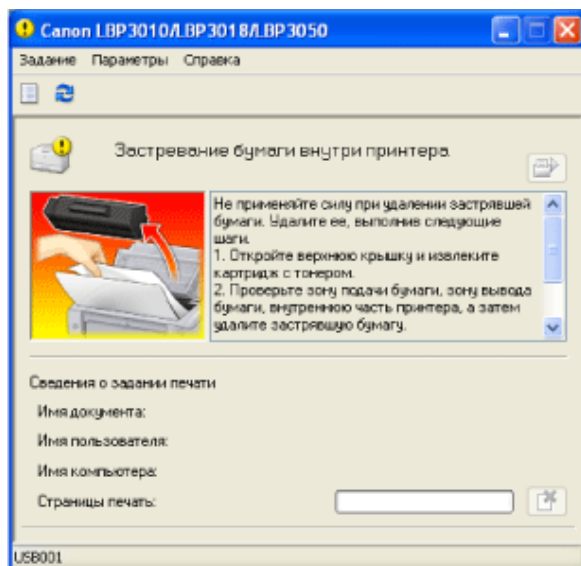 Canon LBP3010/LBP3018/LBP3050
Задание Параметры Справка
Застревание бумаги внутри принтера
Не применяйте силу при удалении застрявшей
бумаги. Удалите ее, выполнив следующие
шаги.
1. Откройте верхнюю крышку и извлеките
картридж с тонером.
2. Проверьте зону подачи бумаги, зону вывода
бумаги, внутреннюю часть принтера, а затем
удалите застрявшую бумагу.
Сведения о задании печати
Имя документа:
Имя пользователя:
Имя компьютера:
Страницы печать:
USB001